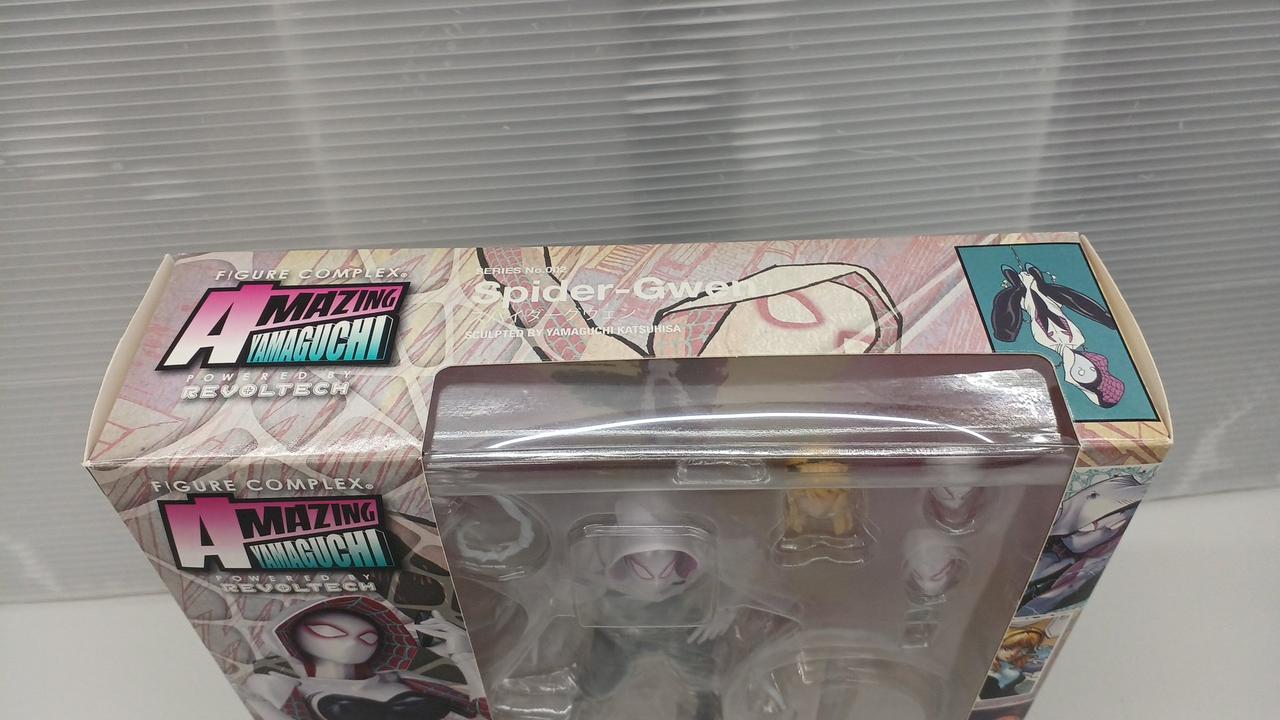 FIGURE COMPLEX®
AMAZING
YAMAGUCHI
POWERED BY
REVOLTECH
SERIES No.002
Spider-Gwen
スパイダーグウェン
SCULPTED BY YAMAGUCHI KATSUHISA
FIGURE COMPLEX®
AMAZING
YAMAGUCHI
POWERED BY
REVOLTECH